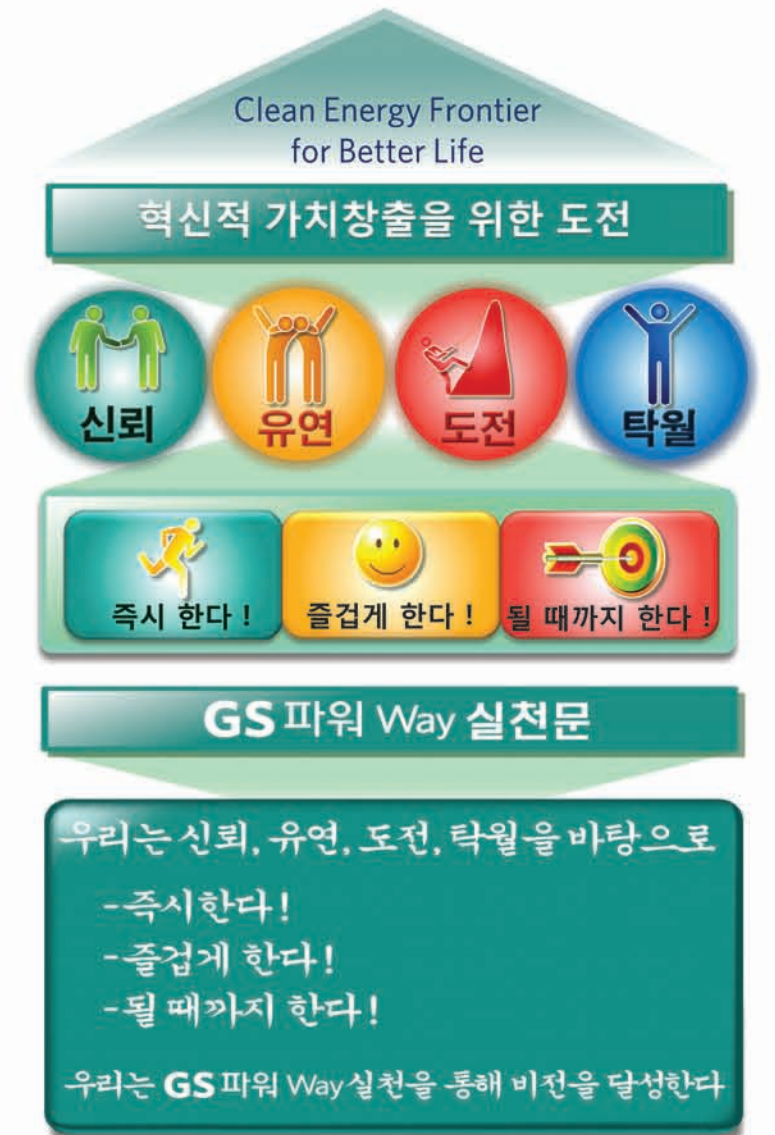 Clean Energy Frontier
for Better Life
혁신적 가치창출을 위한 도전
신뢰 유연 도전 탁월
즉시 한다 ! 즐겁게 한다 ! 될 때까지 한다 !
GS 파워 Way 실천문
우리는 신뢰, 유연, 도전, 탁월을 바탕으로
-즉시한다!
-즐겁게 한다!
-될 때까지 한다!
우리는 GS 파워 Way 실천을 통해 비전을 달성한다